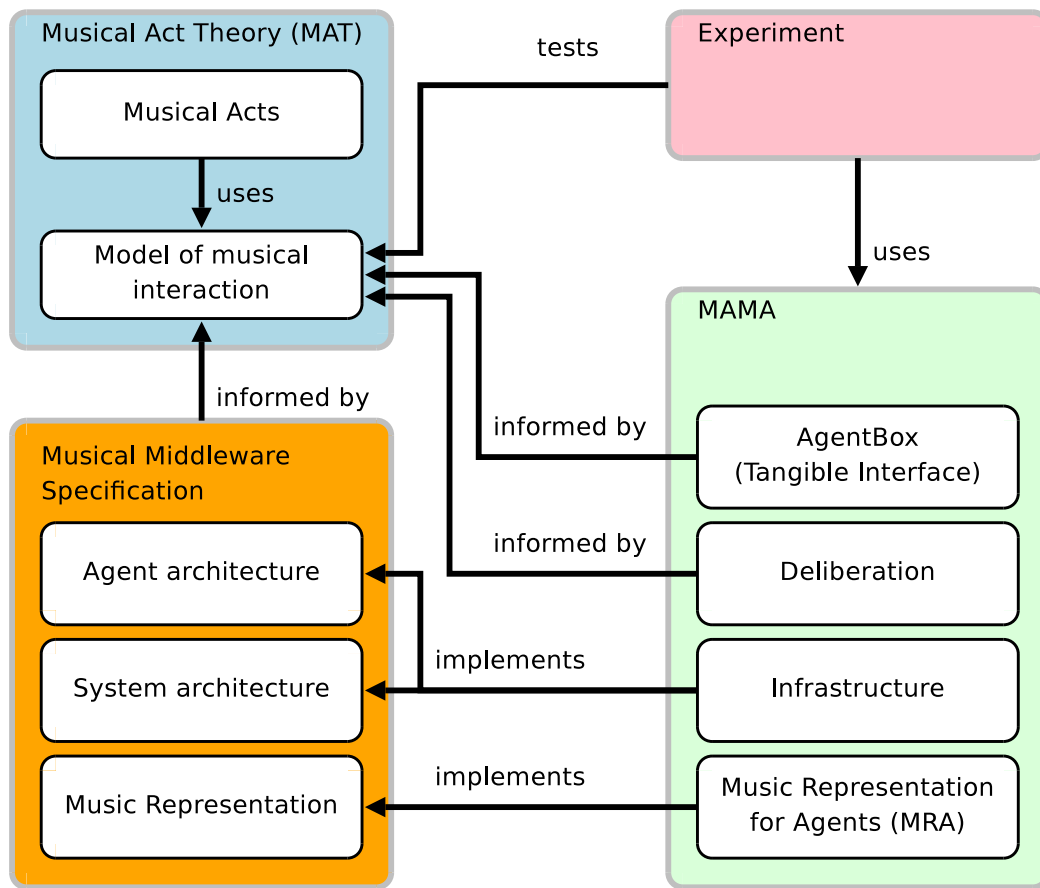 Musical Act Theory (MAT)
Musical Acts
uses
Model of musical
interaction
tests
Experiment
uses
MAMA
informed by
informed by
AgentBox
(Tangible Interface)
Musical Middleware
Specification
Agent architecture
informed by
Deliberation
System architecture
implements
Infrastructure
Music Representation
implements
Music Representation
for Agents (MRA)